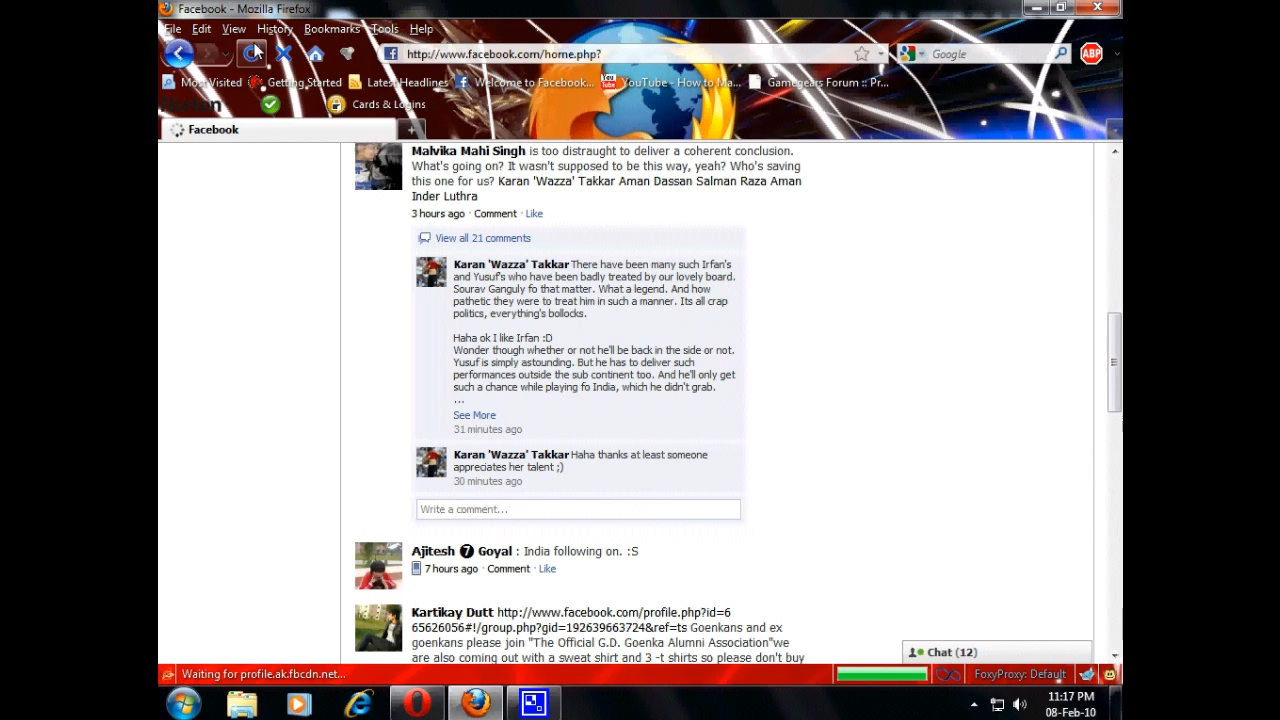 Facebook - Mozilla Firefox
File Edit View History Bookmarks Tools Help
http://www.facebook.com/home.php?
Google
ABP
Most Visited Getting Started Latest Headlines Welcome to Facebook... You Tube YouTube - How to Ma... Gamegears Forum :: Pr...
Norton Cards & Logins
Facebook
Malvika Mahi Singh is too distraught to deliver a coherent conclusion.
What's going on? It wasn't supposed to be this way, yeah? Who's saving
this one for us? Karan 'Wazza' Takkar Aman Dassan Salman Raza Aman
Inder Luthra
3 hours ago · Comment · Like
View all 21 comments
Karan 'Wazza' Takkar There have been many such Irfan's
and Yusuf's who have been badly treated by our lovely board.
Sourav Ganguly fo that matter. What a legend. And how
pathetic they were to treat him in such a manner. Its all crap
politics, everything's bollocks.
Haha ok I like Irfan :D
Wonder though whether or not he'll be back in the side or not.
Yusuf is simply astounding. But he has to deliver such
performances outside the sub continent too. And he'll only get
such a chance while playing fo India, which he didn't grab.
...
See More
31 minutes ago
Karan 'Wazza' Takkar Haha thanks at least someone
appreciates her talent ;)
30 minutes ago
Write a comment...
Ajitesh 7 Goyal : India following on. :S
7 hours ago · Comment · Like
Kartikay Dutt http://www.facebook.com/profile.php?id=6
65626056#!/group.php?gid=192639663724&ref=ts Goenkans and ex
goenkans please join "The Official G.D. Goenka Alumni Association"we
are also coming out with a sweat shirt and 3 -t shirts so please don't buy
Chat (12)
Waiting for profile.ak.fbcdn.net...
FoxyProxy: Default
11:17 PM
08-Feb-10